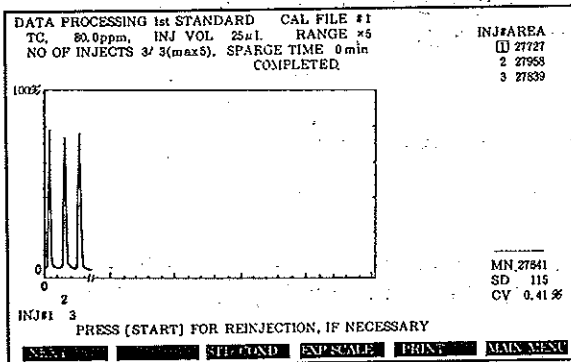 DATA PROCESSING 1st STANDARD CAL FILE #1
TC, 80.0ppm, INJ VOL 25μl. RANGE ×5
NO OF INJECTS 3/ 3(max5), SPARGE TIME 0min
COMPLETED
INJ#AREA
1 27727
2 27958
3 27839
100%
0
0
2
INJ#1 3
MN 27841
SD 115
CV 0.41%
PRESS [START] FOR REINJECTION, IF NECESSARY
NEXT STD COND EXP SCALE PRINT MAIN MENU